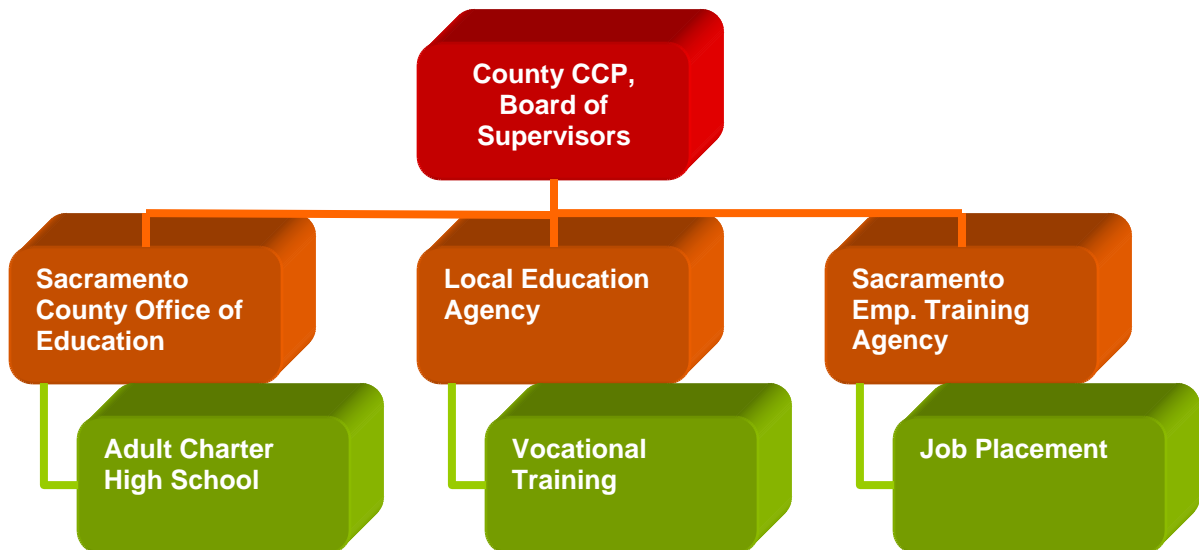 County CCP,
Board of
Supervisors
Sacramento
County Office of
Education
Local Education
Agency
Sacramento
Emp. Training
Agency
Adult Charter
High School
Vocational
Training
Job Placement